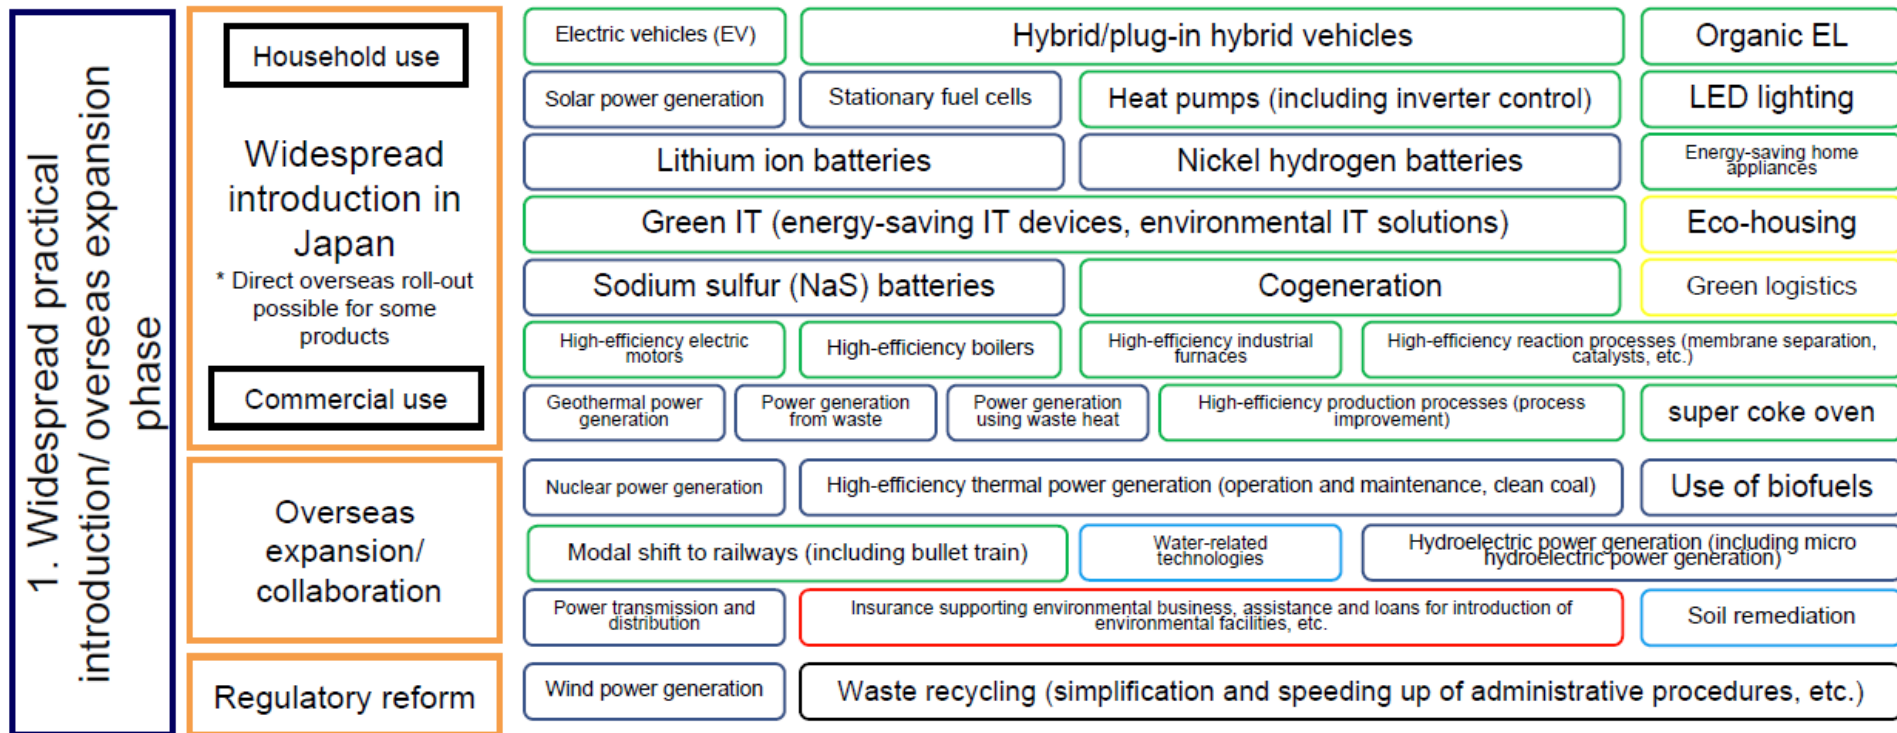 1. Widespread practical
introduction/ overseas expansion
phase
Household use
Widespread
introduction in
Japan
* Direct overseas roll-out
possible for some
products
Commercial use
Electric vehicles (EV)
Hybrid/plug-in hybrid vehicles
Organic EL
Solar power generation
Stationary fuel cells
Heat pumps (including inverter control)
LED lighting
Lithium ion batteries
Nickel hydrogen batteries
Energy-saving home
appliances
Green IT (energy-saving IT devices, environmental IT solutions)
Eco-housing
Sodium sulfur (NaS) batteries
Cogeneration
Green logistics
High-efficiency electric
motors
High-efficiency boilers
High-efficiency industrial
furnaces
High-efficiency reaction processes (membrane separation,
catalysts, etc.)
Geothermal power
generation
Power generation
from waste
Power generation
using waste heat
High-efficiency production processes (process
improvement)
super coke oven
Overseas
expansion/
collaboration
Nuclear power generation
High-efficiency thermal power generation (operation and maintenance, clean coal)
Use of biofuels
Modal shift to railways (including bullet train)
Water-related
technologies
Hydroelectric power generation (including micro
hydroelectric power generation)
Power transmission and
distribution
Insurance supporting environmental business, assistance and loans for introduction of
environmental facilities, etc.
Soil remediation
Regulatory reform
Wind power generation
Waste recycling (simplification and speeding up of administrative procedures, etc.)